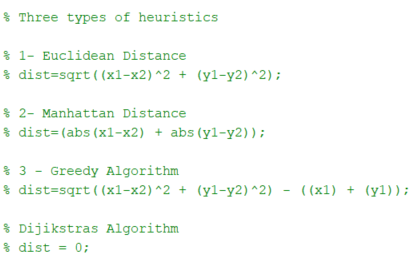 % Three types of heuristics
% 1- Euclidean Distance
% dist=sqrt((x1-x2)^2 + (y1-y2)^2);
% 2- Manhattan Distance
% dist=(abs(x1-x2) + abs(y1-y2));
% 3 - Greedy Algorithm
% dist=sqrt((x1-x2)^2 + (y1-y2)^2) - ((x1) + (y1));
% Dijikstras Algorithm
% dist = 0;